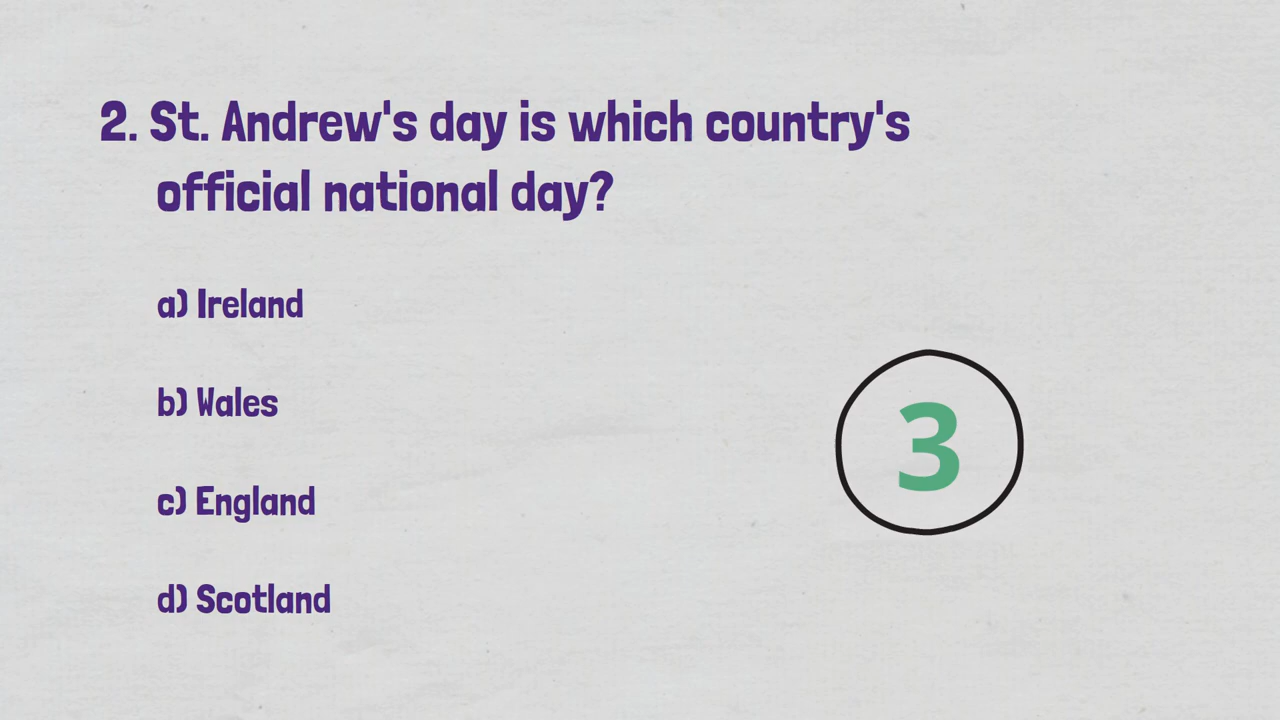 2. St. Andrew's day is which country's
official national day?
a) Ireland
b) Wales
c) England
3
d) Scotland